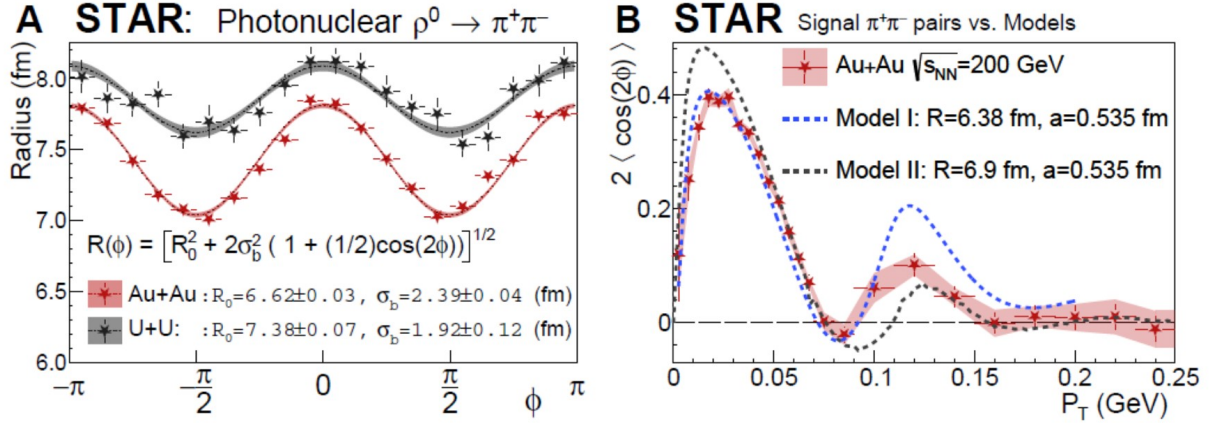 A STAR: Photonuclear ρ⁰ → π⁺π⁻
Radius (fm)
8.0
7.5
7.0
6.5
6.0
R(ϕ) = [R₀² + 2σ_b² ( 1 + (1/2)cos(2ϕ))]^1/2
Au+Au : R₀=6.62±0.03, σ_b=2.39±0.04 (fm)
U+U: : R₀=7.38±0.07, σ_b=1.92±0.12 (fm)
−π −π/2 0 π/2 ϕ π
B STAR Signal π⁺π⁻ pairs vs. Models
2 ⟨ cos(2ϕ) ⟩
0.4
0.2
0
Au+Au √s_NN=200 GeV
Model I: R=6.38 fm, a=0.535 fm
Model II: R=6.9 fm, a=0.535 fm
0 0.05 0.1 0.15 0.2 0.25
P_T (GeV)